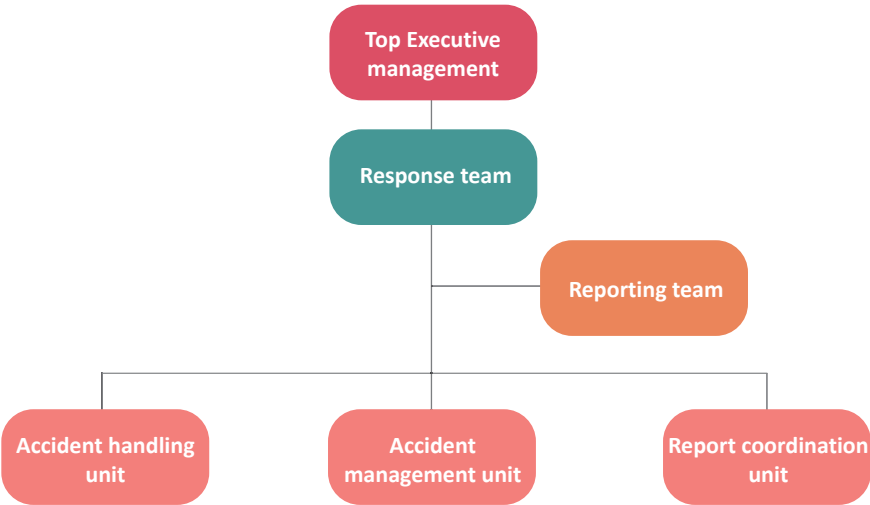 Top Executive
management
Response team
Reporting team
Accident handling
unit
Accident
management unit
Report coordination
unit